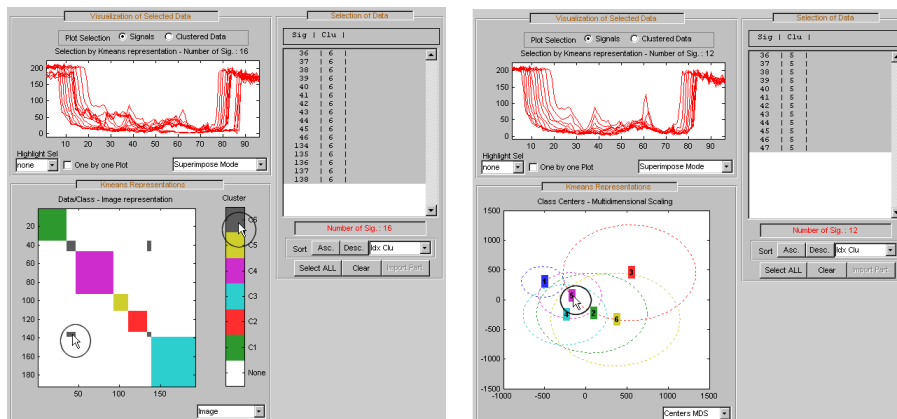 Visualization of Selected Data
Plot Selection Signals Clustered Data
Selection by Kmeans representation - Number of Sig. : 16
200
150
100
50
0
10 20 30 40 50 60 70 80 90
Highlight Sel
none One by one Plot Superimpose Mode
Kmeans Representations
Data/Class - Image representation
Cluster
20
40
60
80
100
120
140
160
180
50 100 150
C6
C5
C4
C3
C2
C1
None
Image
Selection of Data
Sig | Clu |
36 | 6 |
37 | 6 |
38 | 6 |
39 | 6 |
40 | 6 |
41 | 6 |
42 | 6 |
43 | 6 |
44 | 6 |
45 | 6 |
46 | 6 |
134 | 6 |
135 | 6 |
136 | 6 |
137 | 6 |
138 | 6 |
Number of Sig.: 16
Sort Asc. Desc. Idx Clu
Select ALL Clear Import Part.
Visualization of Selected Data
Plot Selection Signals Clustered Data
Selection by Kmeans representation - Number of Sig. : 12
200
150
100
50
0
10 20 30 40 50 60 70 80 90
Highlight Sel
none One by one Plot Superimpose Mode
Kmeans Representations
Class Centers - Multidimensional Scaling
1500
1000
500
0
-500
-1000
-1500
-1000 -500 0 500 1000 1500
1
3
5
4
2
6
Centers MDS
Selection of Data
Sig | Clu |
36 | 5 |
37 | 5 |
38 | 5 |
39 | 5 |
40 | 5 |
41 | 5 |
42 | 5 |
43 | 5 |
44 | 5 |
45 | 5 |
46 | 5 |
47 | 5 |
Number of Sig.: 12
Sort Asc. Desc. Idx Clu
Select ALL Clear Import Part.